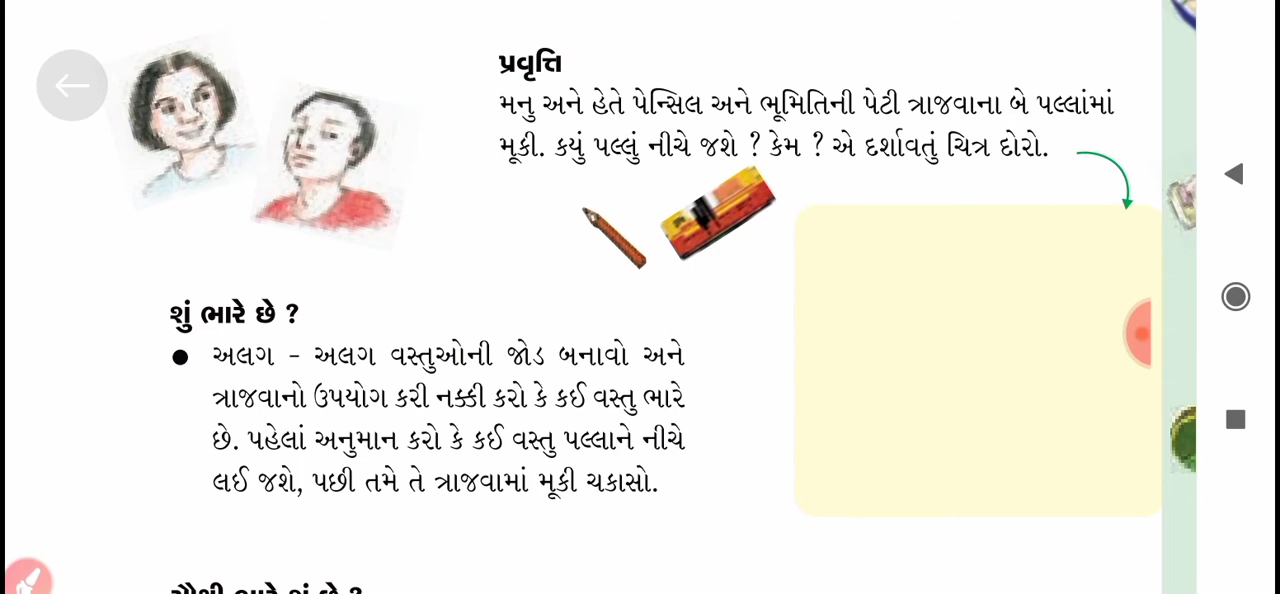 પ્રવૃત્તિ
મનુ અને હેતે પેન્સિલ અને ભૂમિતિની પેટી ત્રાજવાના બે પલ્લાંમાં
મૂકી. કયું પલ્લું નીચે જશે ? કેમ ? એ દર્શાવતું ચિત્ર દોરો.
શું ભારે છે ?
● અલગ - અલગ વસ્તુઓની જોડ બનાવો અને
ત્રાજવાનો ઉપયોગ કરી નક્કી કરો કે કઈ વસ્તુ ભારે
છે. પહેલાં અનુમાન કરો કે કઈ વસ્તુ પલ્લાને નીચે
લઈ જશે, પછી તમે તે ત્રાજવામાં મૂકી ચકાસો.